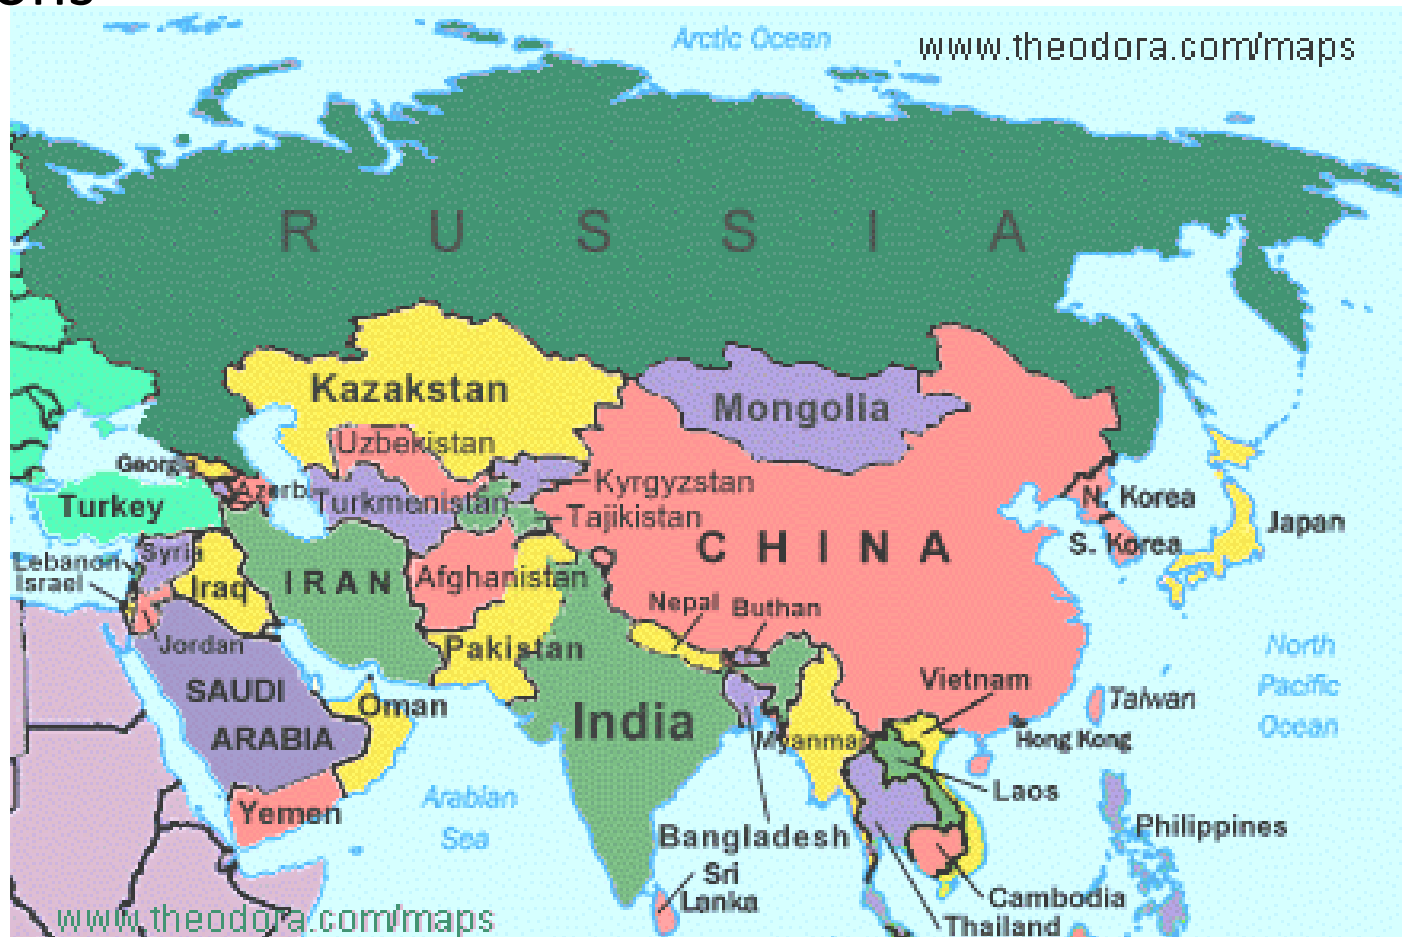 Arctic Ocean
www.theodora.com/maps
R U S S I A
Kazakstan
Mongolia
Uzbekistan
Georgia
Kyrgyzstan
Turkey
Turkmenistan
N. Korea
Tajikistan
Japan
C H I N A
S. Korea
Syria
Lebanon
Israel
Iraq
I R A N
Afghanistan
Nepal
Buthan
Jordan
Pakistan
North
Pacific
Ocean
Vietnam
SAUDI
ARABIA
Oman
India
Taiwan
Hong Kong
Myanma
Laos
Arabian
Sea
Yemen
Bangladesh
Philippines
Sri
Lanka
Cambodia
Thailand
www.theodora.com/maps